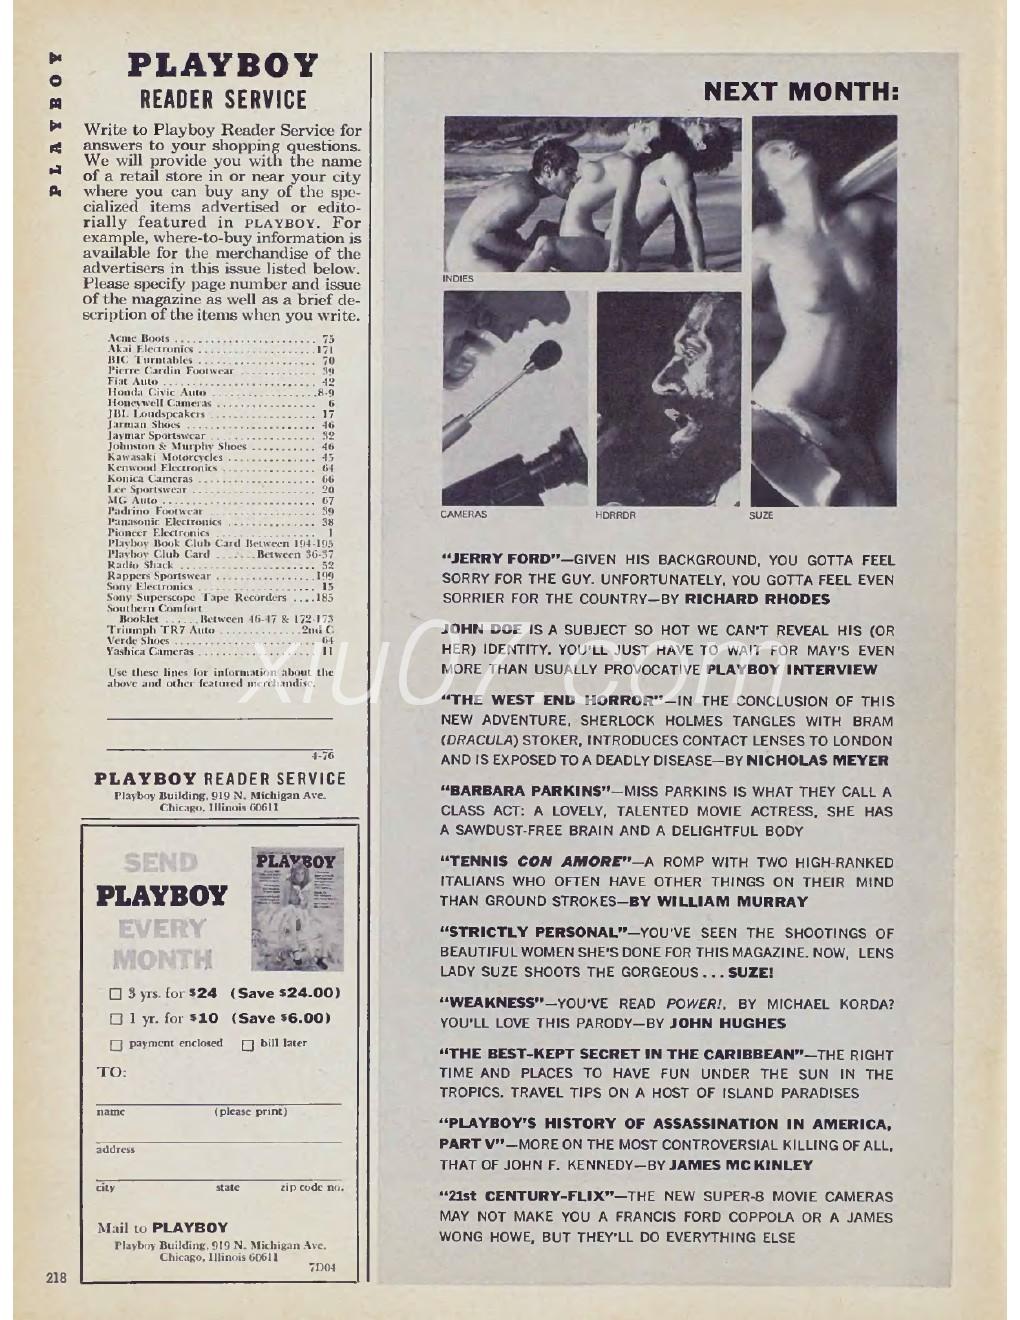 PLAYBOY
PLAYBOY
READER SERVICE
Write to Playboy Reader Service for
answers to your shopping questions.
We will provide you with the name
of a retail store in or near your city
where you can buy any of the spe-
cialized items advertised or edito-
rially featured in PLAYBOY. For
example, where-to-buy information is
available for the merchandise of the
advertisers in this issue listed below.
Please specify page number and issue
of the magazine as well as a brief de-
scription of the items when you write.
Acme Boots . . . . . . . . . . . . . . . . . . . . . . 75
Akai Electronics . . . . . . . . . . . . . . . . . . .171
BIC Turntables . . . . . . . . . . . . . . . . . . . 70
Pierre Cardin Footwear . . . . . . . . . . . . 39
Fiat Auto . . . . . . . . . . . . . . . . . . . . . . . . 42
Honda Civic Auto . . . . . . . . . . . . . . . . .8-9
Honeywell Cameras . . . . . . . . . . . . . . . . 6
JBL Loudspeakers . . . . . . . . . . . . . . . . . 17
Jarman Shoes . . . . . . . . . . . . . . . . . . . . 46
Jaymar Sportswear . . . . . . . . . . . . . . . . 32
Johnston & Murphy Shoes . . . . . . . . . . 46
Kawasaki Motorcycles . . . . . . . . . . . . . . 45
Kenwood Electronics . . . . . . . . . . . . . . . 64
Konica Cameras . . . . . . . . . . . . . . . . . . 66
Lee Sportswear . . . . . . . . . . . . . . . . . . . 20
MG Auto . . . . . . . . . . . . . . . . . . . . . . . . 67
Padrino Footwear . . . . . . . . . . . . . . . . . 39
Panasonic Electronics . . . . . . . . . . . . . . 38
Pioneer Electronics . . . . . . . . . . . . . . . . 1
Playboy Book Club Card Between 194-195
Playboy Club Card . . . . . . .Between 36-37
Radio Shack . . . . . . . . . . . . . . . . . . . . . 52
Rappers Sportswear . . . . . . . . . . . . . . . .199
Sony Electronics . . . . . . . . . . . . . . . . . . 15
Sony Superscope Tape Recorders . . . .185
Southern Comfort
Booklet . . . . . .Between 46-47 & 172-173
Triumph TR7 Auto . . . . . . . . . . . . .2nd C
Verde Shoes . . . . . . . . . . . . . . . . . . . . . 64
Yashica Cameras . . . . . . . . . . . . . . . . . . 11
Use these lines for information about the
above and other featured merchandise.
4-76
PLAYBOY READER SERVICE
Playboy Building, 919 N. Michigan Ave.
Chicago, Illinois 60611
SEND
PLAYBOY
EVERY
MONTH
PLAYBOY
3 yrs. for $24 (Save $24.00)
1 yr. for $10 (Save $6.00)
payment enclosed bill later
TO:
name (please print)
address
city state zip code no.
Mail to PLAYBOY
Playboy Building, 919 N. Michigan Ave.
Chicago, Illinois 60611
7D04
218
NEXT MONTH:
INDIES
CAMERAS HORROR SUZE
"JERRY FORD"—GIVEN HIS BACKGROUND, YOU GOTTA FEEL
SORRY FOR THE GUY. UNFORTUNATELY, YOU GOTTA FEEL EVEN
SORRIER FOR THE COUNTRY—BY RICHARD RHODES
JOHN DOE IS A SUBJECT SO HOT WE CAN'T REVEAL HIS (OR
HER) IDENTITY. YOU'LL JUST HAVE TO WAIT FOR MAY'S EVEN
MORE THAN USUALLY PROVOCATIVE PLAYBOY INTERVIEW
"THE WEST END HORROR"—IN THE CONCLUSION OF THIS
NEW ADVENTURE, SHERLOCK HOLMES TANGLES WITH BRAM
(DRACULA) STOKER, INTRODUCES CONTACT LENSES TO LONDON
AND IS EXPOSED TO A DEADLY DISEASE—BY NICHOLAS MEYER
"BARBARA PARKINS"—MISS PARKINS IS WHAT THEY CALL A
CLASS ACT: A LOVELY, TALENTED MOVIE ACTRESS, SHE HAS
A SAWDUST-FREE BRAIN AND A DELIGHTFUL BODY
"TENNIS CON AMORE"—A ROMP WITH TWO HIGH-RANKED
ITALIANS WHO OFTEN HAVE OTHER THINGS ON THEIR MIND
THAN GROUND STROKES—BY WILLIAM MURRAY
"STRICTLY PERSONAL"—YOU'VE SEEN THE SHOOTINGS OF
BEAUTIFUL WOMEN SHE'S DONE FOR THIS MAGAZINE. NOW, LENS
LADY SUZE SHOOTS THE GORGEOUS . . . SUZE!
"WEAKNESS"—YOU'VE READ POWER!, BY MICHAEL KORDA?
YOU'LL LOVE THIS PARODY—BY JOHN HUGHES
"THE BEST-KEPT SECRET IN THE CARIBBEAN"—THE RIGHT
TIME AND PLACES TO HAVE FUN UNDER THE SUN IN THE
TROPICS. TRAVEL TIPS ON A HOST OF ISLAND PARADISES
"PLAYBOY'S HISTORY OF ASSASSINATION IN AMERICA,
PART V"—MORE ON THE MOST CONTROVERSIAL KILLING OF ALL,
THAT OF JOHN F. KENNEDY—BY JAMES MC KINLEY
"21st CENTURY-FLIX"—THE NEW SUPER-8 MOVIE CAMERAS
MAY NOT MAKE YOU A FRANCIS FORD COPPOLA OR A JAMES
WONG HOWE, BUT THEY'LL DO EVERYTHING ELSE
xiu07.com